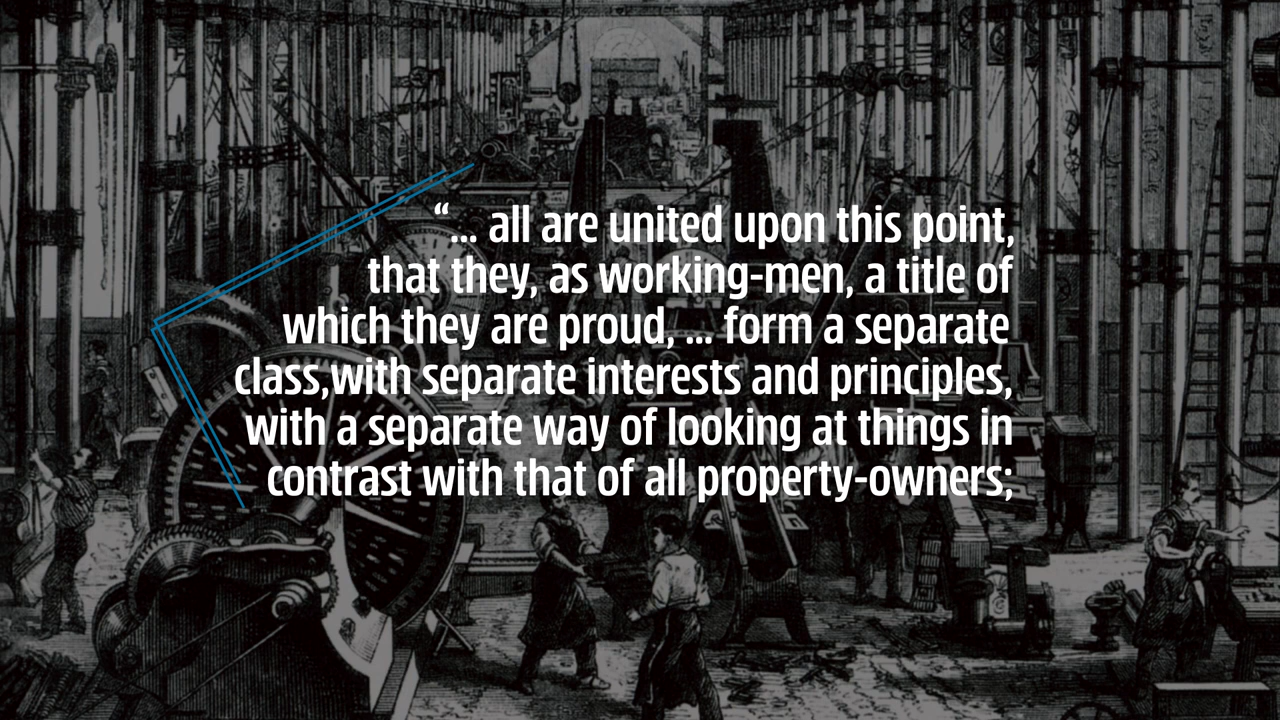 “... all are united upon this point,
that they, as working-men, a title of
which they are proud, ... form a separate
class,with separate interests and principles,
with a separate way of looking at things in
contrast with that of all property-owners;